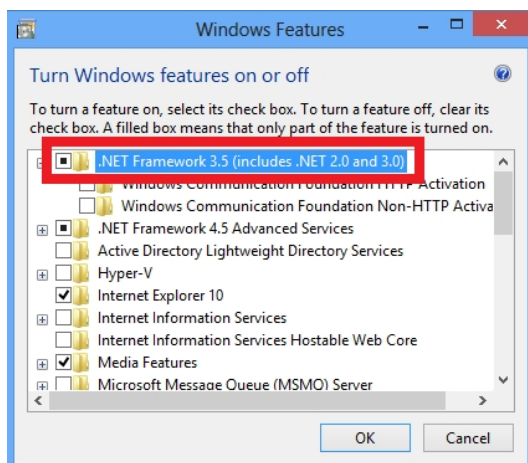 Windows Features
Turn Windows features on or off
To turn a feature on, select its check box. To turn a feature off, clear its
check box. A filled box means that only part of the feature is turned on.
.NET Framework 3.5 (includes .NET 2.0 and 3.0)
Windows Communication Foundation HTTP Activation
Windows Communication Foundation Non-HTTP Activa
.NET Framework 4.5 Advanced Services
Active Directory Lightweight Directory Services
Hyper-V
Internet Explorer 10
Internet Information Services
Internet Information Services Hostable Web Core
Media Features
Microsoft Message Queue (MSMO) Server
OK
Cancel